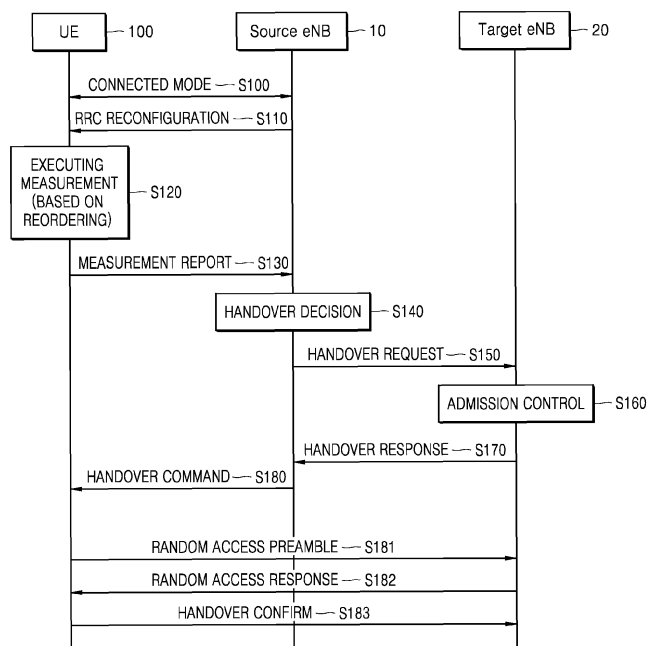 UE 100
Source eNB 10
Target eNB 20
CONNECTED MODE S100
RRC RECONFIGURATION S110
EXECUTING
MEASUREMENT
(BASED ON
REORDERING)
S120
MEASUREMENT REPORT S130
HANDOVER DECISION S140
HANDOVER REQUEST S150
ADMISSION CONTROL S160
HANDOVER RESPONSE S170
HANDOVER COMMAND S180
RANDOM ACCESS PREAMBLE S181
RANDOM ACCESS RESPONSE S182
HANDOVER CONFIRM S183